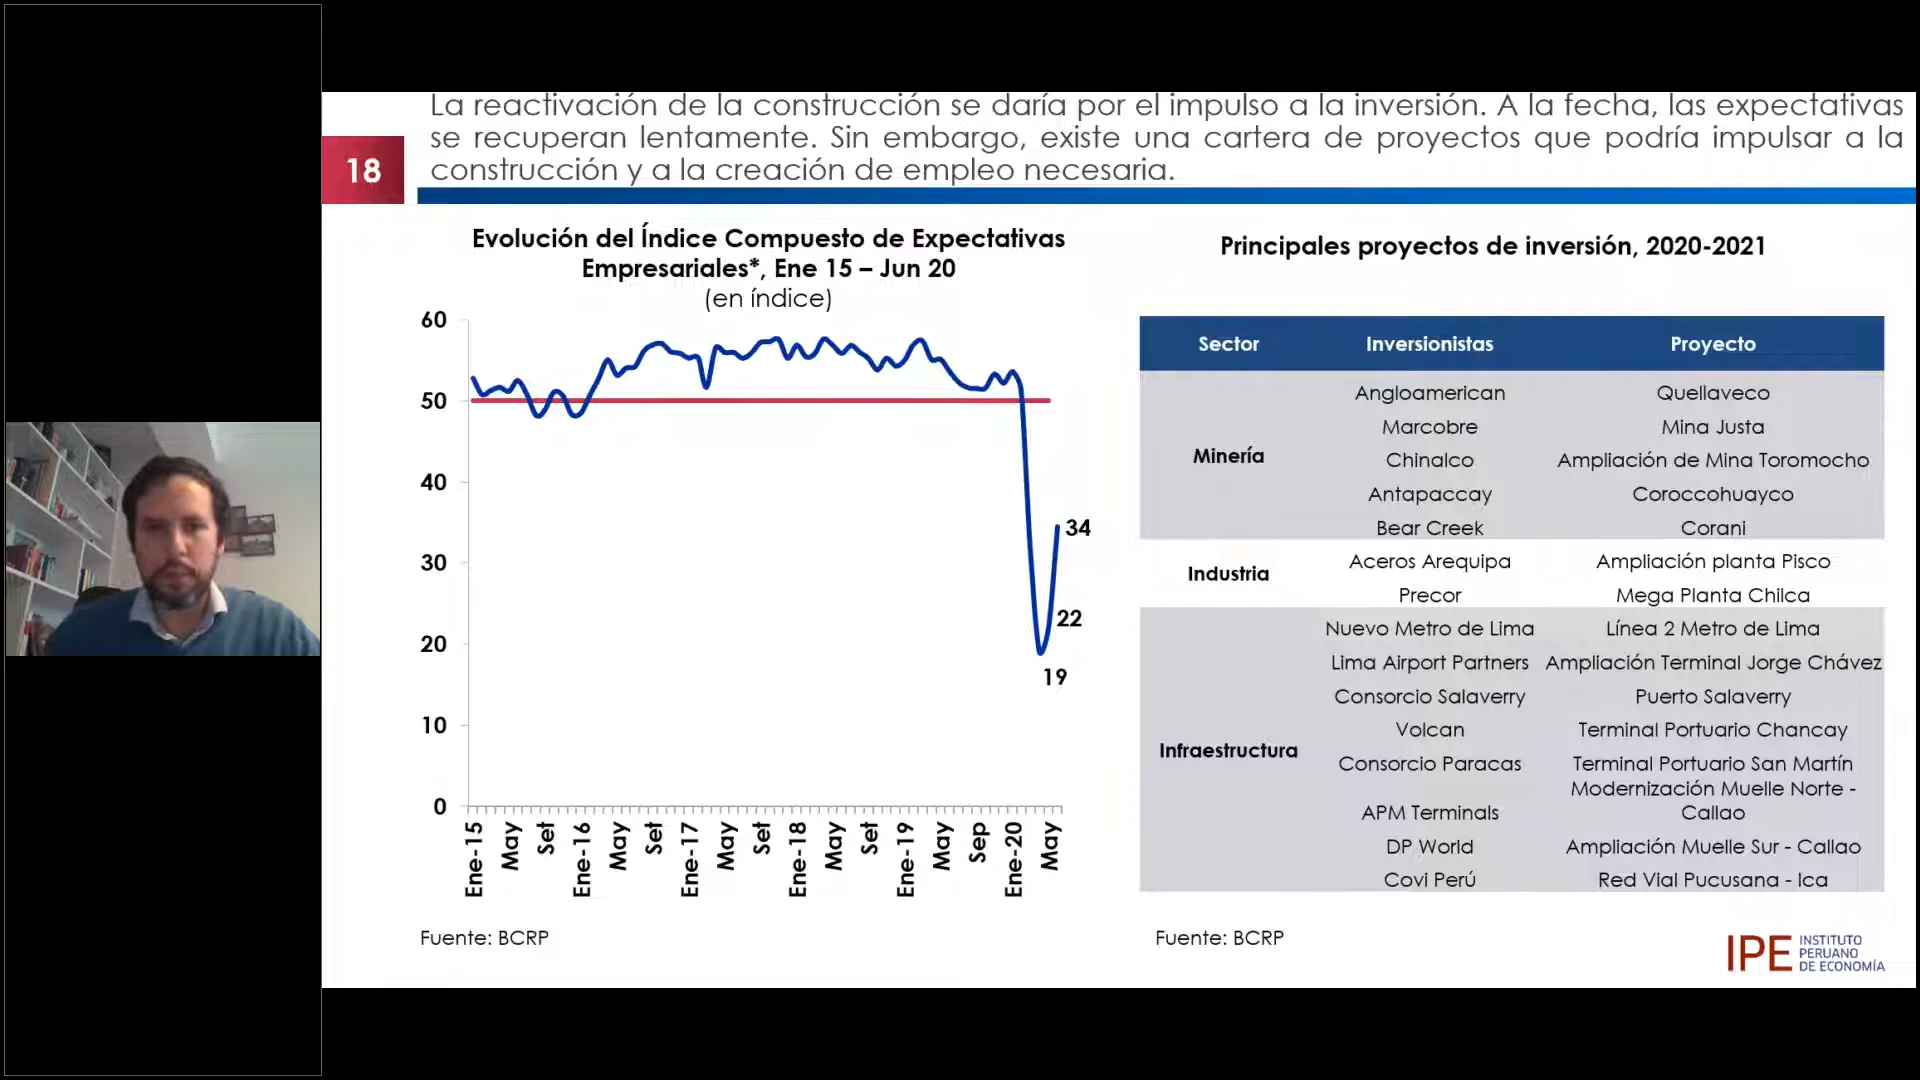 La reactivación de la construcción se daría por el impulso a la inversión. A la fecha, las expectativas
se recuperan lentamente. Sin embargo, existe una cartera de proyectos que podría impulsar a la
construcción y a la creación de empleo necesaria.
18
Evolución del Índice Compuesto de Expectativas
Empresariales*, Ene 15 – Jun 20
(en índice)
60
50
40
30
20
10
0
34
22
19
Ene-15
May
Set
Ene-16
May
Set
Ene-17
May
Set
Ene-18
May
Set
Ene-19
May
Sep
Ene-20
May
Fuente: BCRP
Principales proyectos de inversión, 2020-2021
Sector Inversionistas Proyecto
Minería
Angloamerican Quellaveco
Marcobre Mina Justa
Chinalco Ampliación de Mina Toromocho
Antapaccay Coroccohuayco
Bear Creek Corani
Industria
Aceros Arequipa Ampliación planta Pisco
Precor Mega Planta Chilca
Infraestructura
Nuevo Metro de Lima Línea 2 Metro de Lima
Lima Airport Partners Ampliación Terminal Jorge Chávez
Consorcio Salaverry Puerto Salaverry
Volcan Terminal Portuario Chancay
Consorcio Paracas Terminal Portuario San Martín
APM Terminals Modernización Muelle Norte -
Callao
DP World Ampliación Muelle Sur - Callao
Covi Perú Red Vial Pucusana - Ica
Fuente: BCRP
IPE
INSTITUTO
PERUANO
DE ECONOMÍA